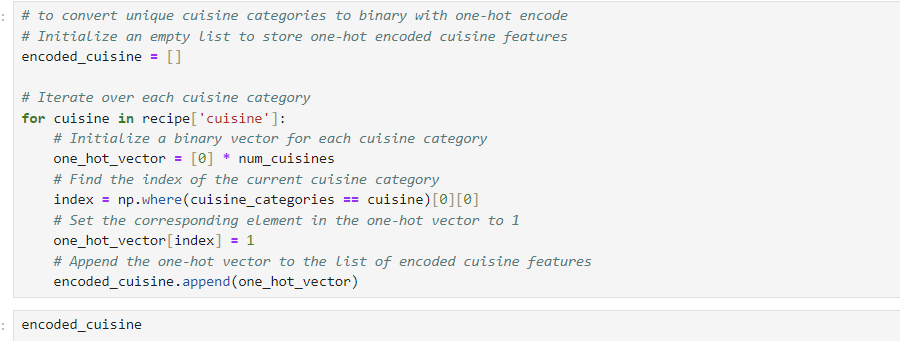 # to convert unique cuisine categories to binary with one-hot encode
# Initialize an empty list to store one-hot encoded cuisine features
encoded_cuisine = []
# Iterate over each cuisine category
for cuisine in recipe['cuisine']:
# Initialize a binary vector for each cuisine category
one_hot_vector = [0] * num_cuisines
# Find the index of the current cuisine category
index = np.where(cuisine_categories == cuisine)[0][0]
# Set the corresponding element in the one-hot vector to 1
one_hot_vector[index] = 1
# Append the one-hot vector to the list of encoded cuisine features
encoded_cuisine.append(one_hot_vector)
encoded_cuisine